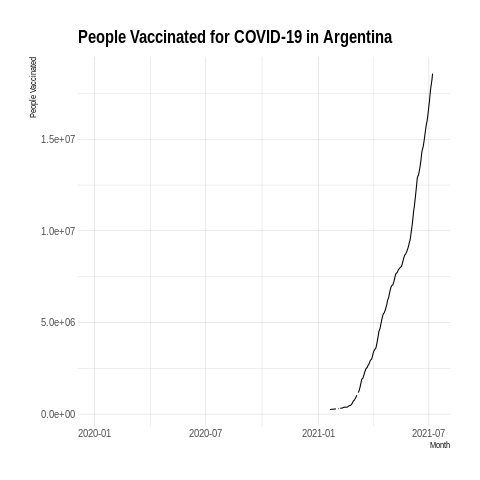 People Vaccinated for COVID-19 in Argentina
People Vaccinated
1.5e+07
1.0e+07
5.0e+06
0.0e+00
2020-01 2020-07 2021-01 2021-07
Month